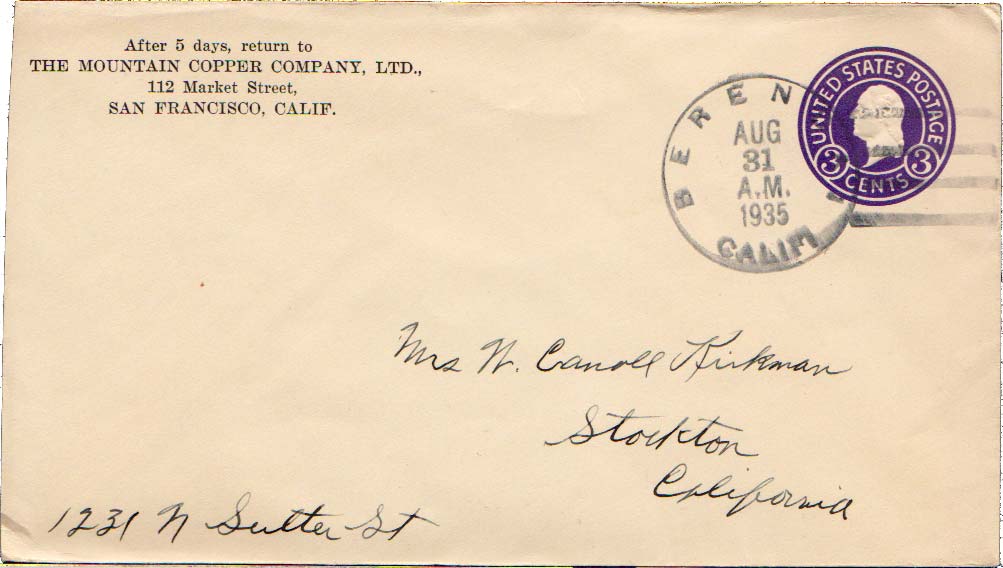 After 5 days, return to
THE MOUNTAIN COPPER COMPANY, LTD.,
112 Market Street,
SAN FRANCISCO, CALIF.
BEREN
AUG
31
A.M.
1935
CALIF
UNITED STATES POSTAGE
3 CENTS 3
Mrs W. Carroll Kirkman
Stockton
California
1231 N Sutter St